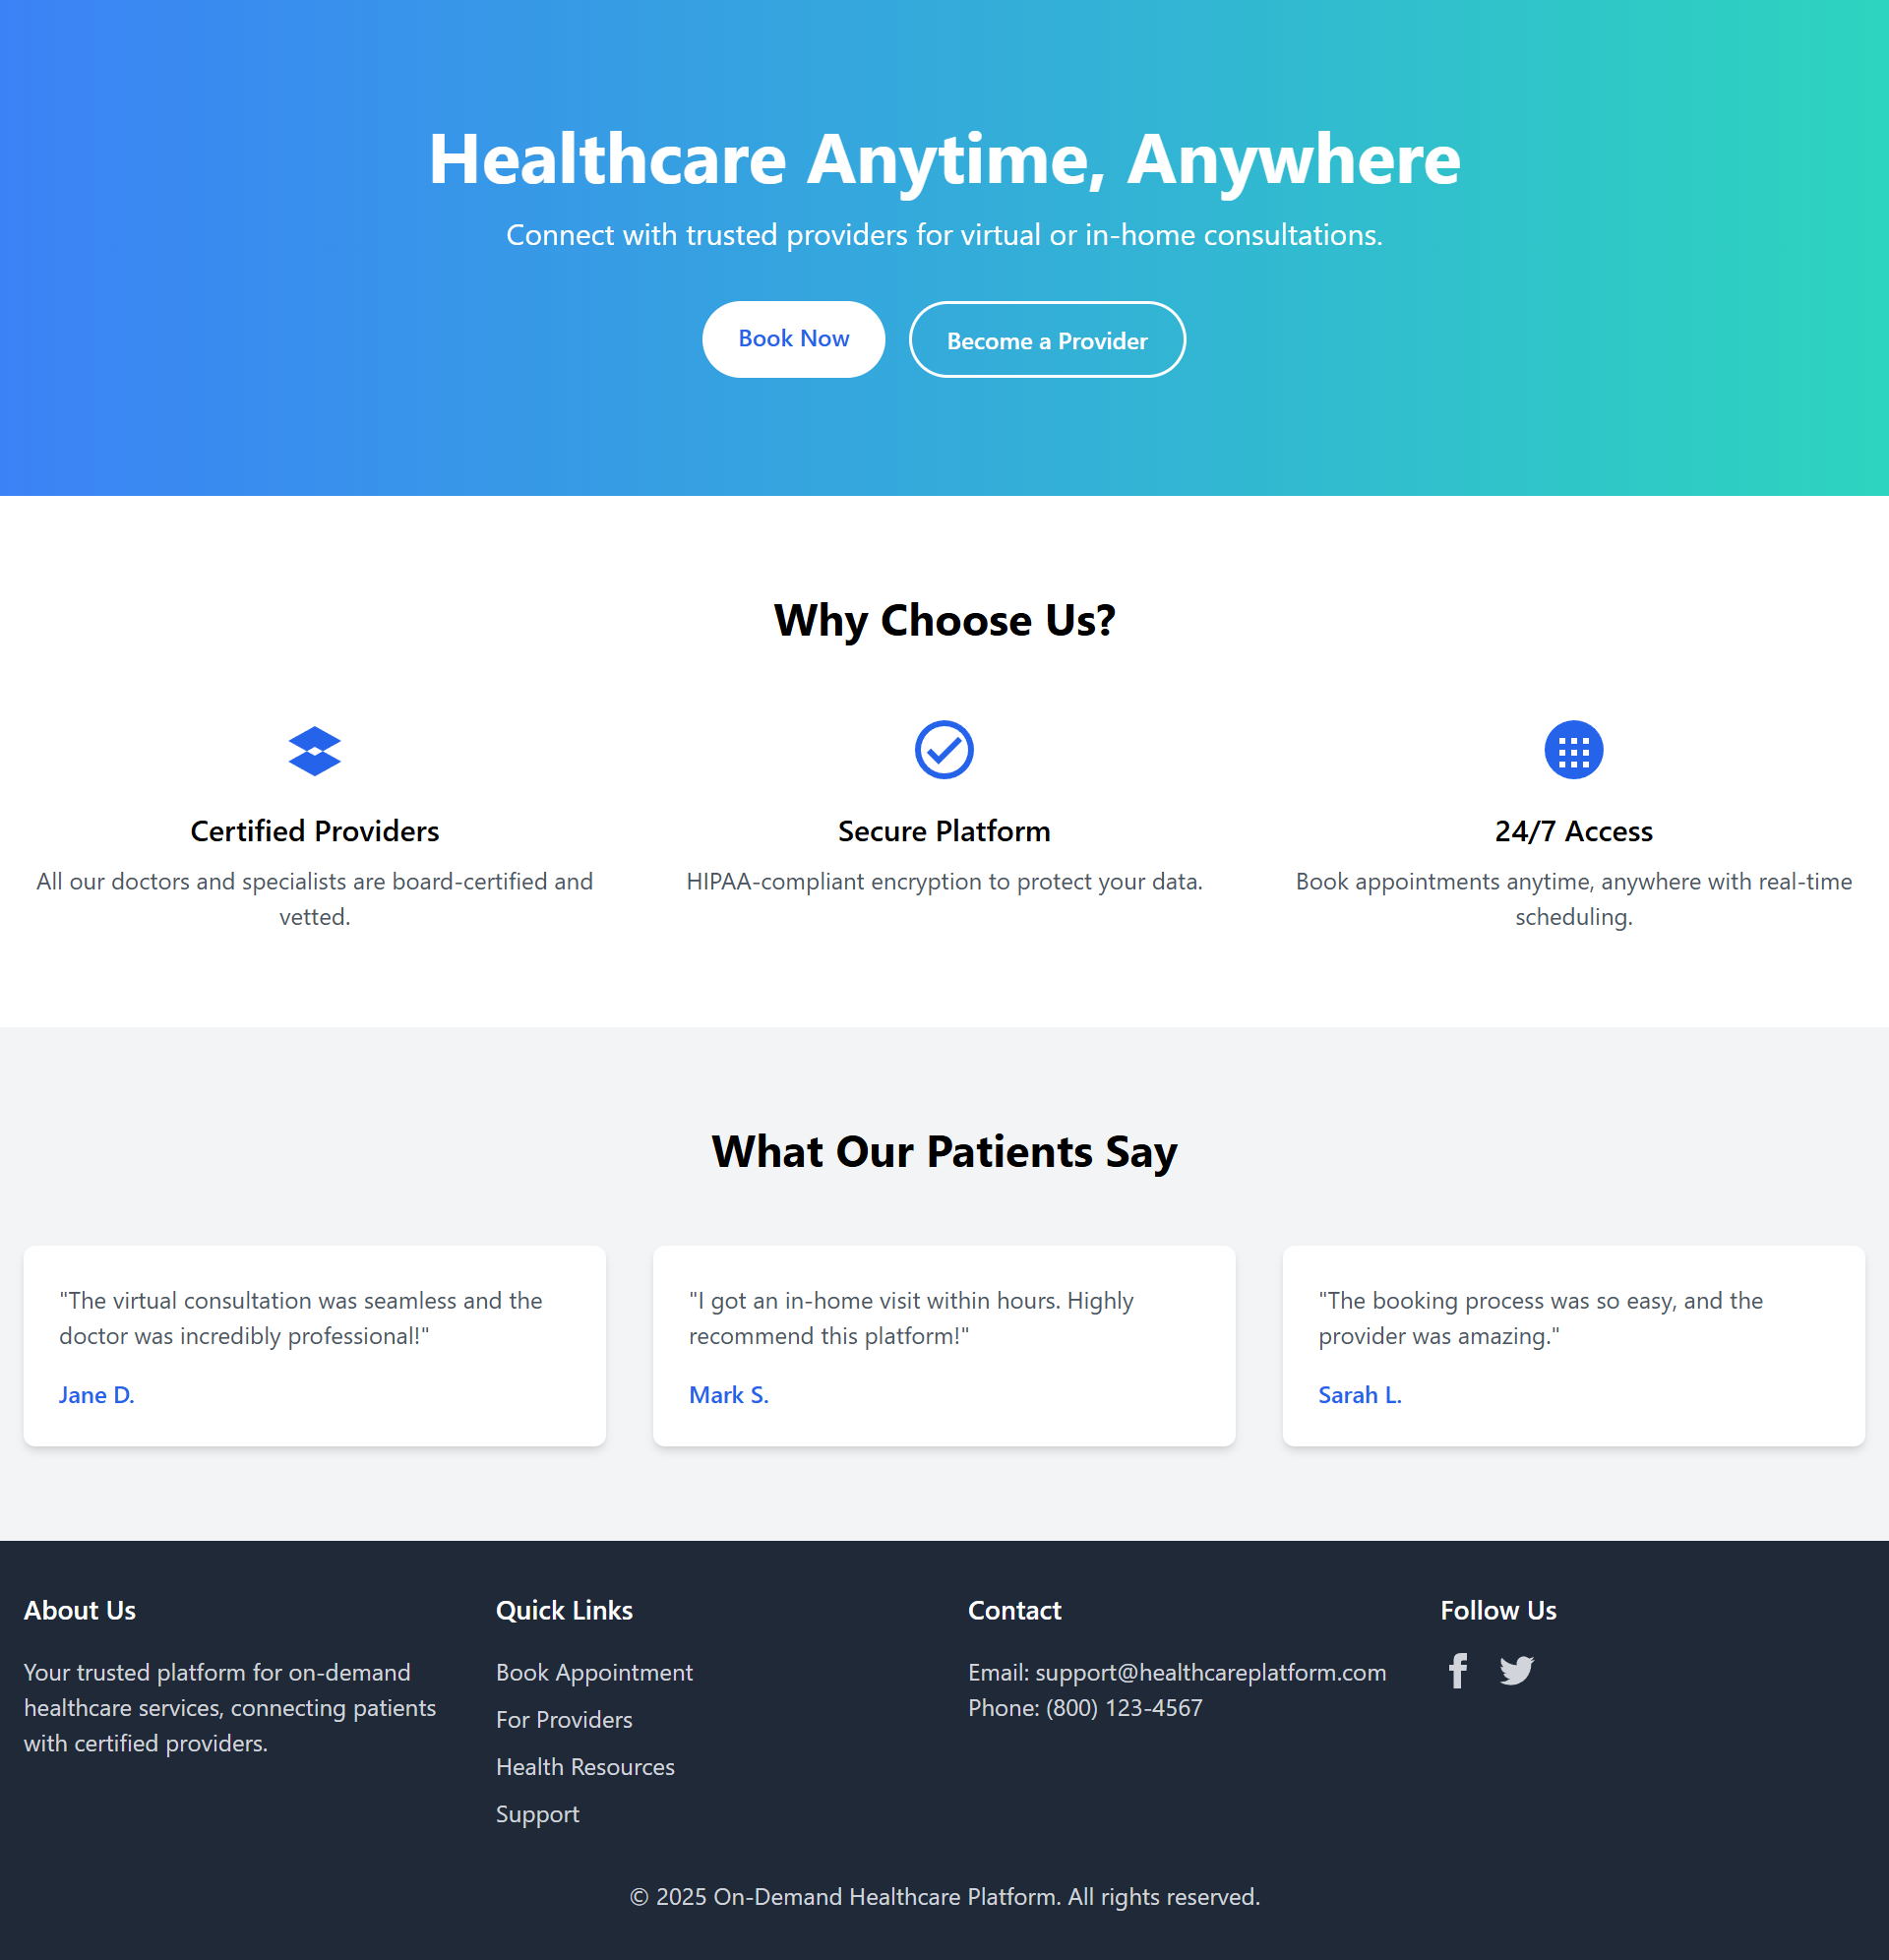 Healthcare Anytime, Anywhere
Connect with trusted providers for virtual or in-home consultations.
Book Now
Become a Provider
Why Choose Us?
Certified Providers
All our doctors and specialists are board-certified and
vetted.
Secure Platform
HIPAA-compliant encryption to protect your data.
24/7 Access
Book appointments anytime, anywhere with real-time
scheduling.
What Our Patients Say
"The virtual consultation was seamless and the
doctor was incredibly professional!"
Jane D.
"I got an in-home visit within hours. Highly
recommend this platform!"
Mark S.
"The booking process was so easy, and the
provider was amazing."
Sarah L.
About Us
Your trusted platform for on-demand
healthcare services, connecting patients
with certified providers.
Quick Links
Book Appointment
For Providers
Health Resources
Support
Contact
Email: support@healthcareplatform.com
Phone: (800) 123-4567
Follow Us
© 2025 On-Demand Healthcare Platform. All rights reserved.